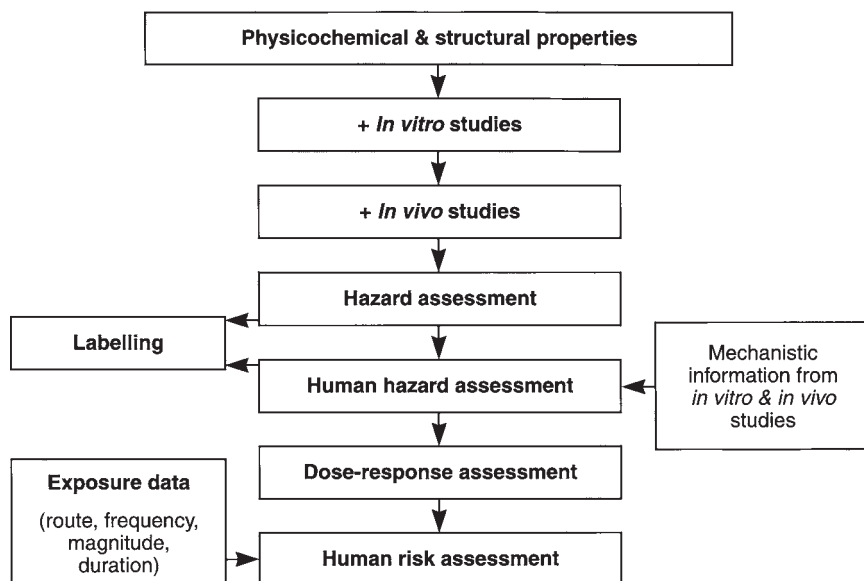 Physicochemical & structural properties
+ In vitro studies
+ In vivo studies
Hazard assessment
Labelling
Human hazard assessment
Mechanistic
information from
in vitro & in vivo
studies
Dose-response assessment
Exposure data
(route, frequency,
magnitude,
duration)
Human risk assessment